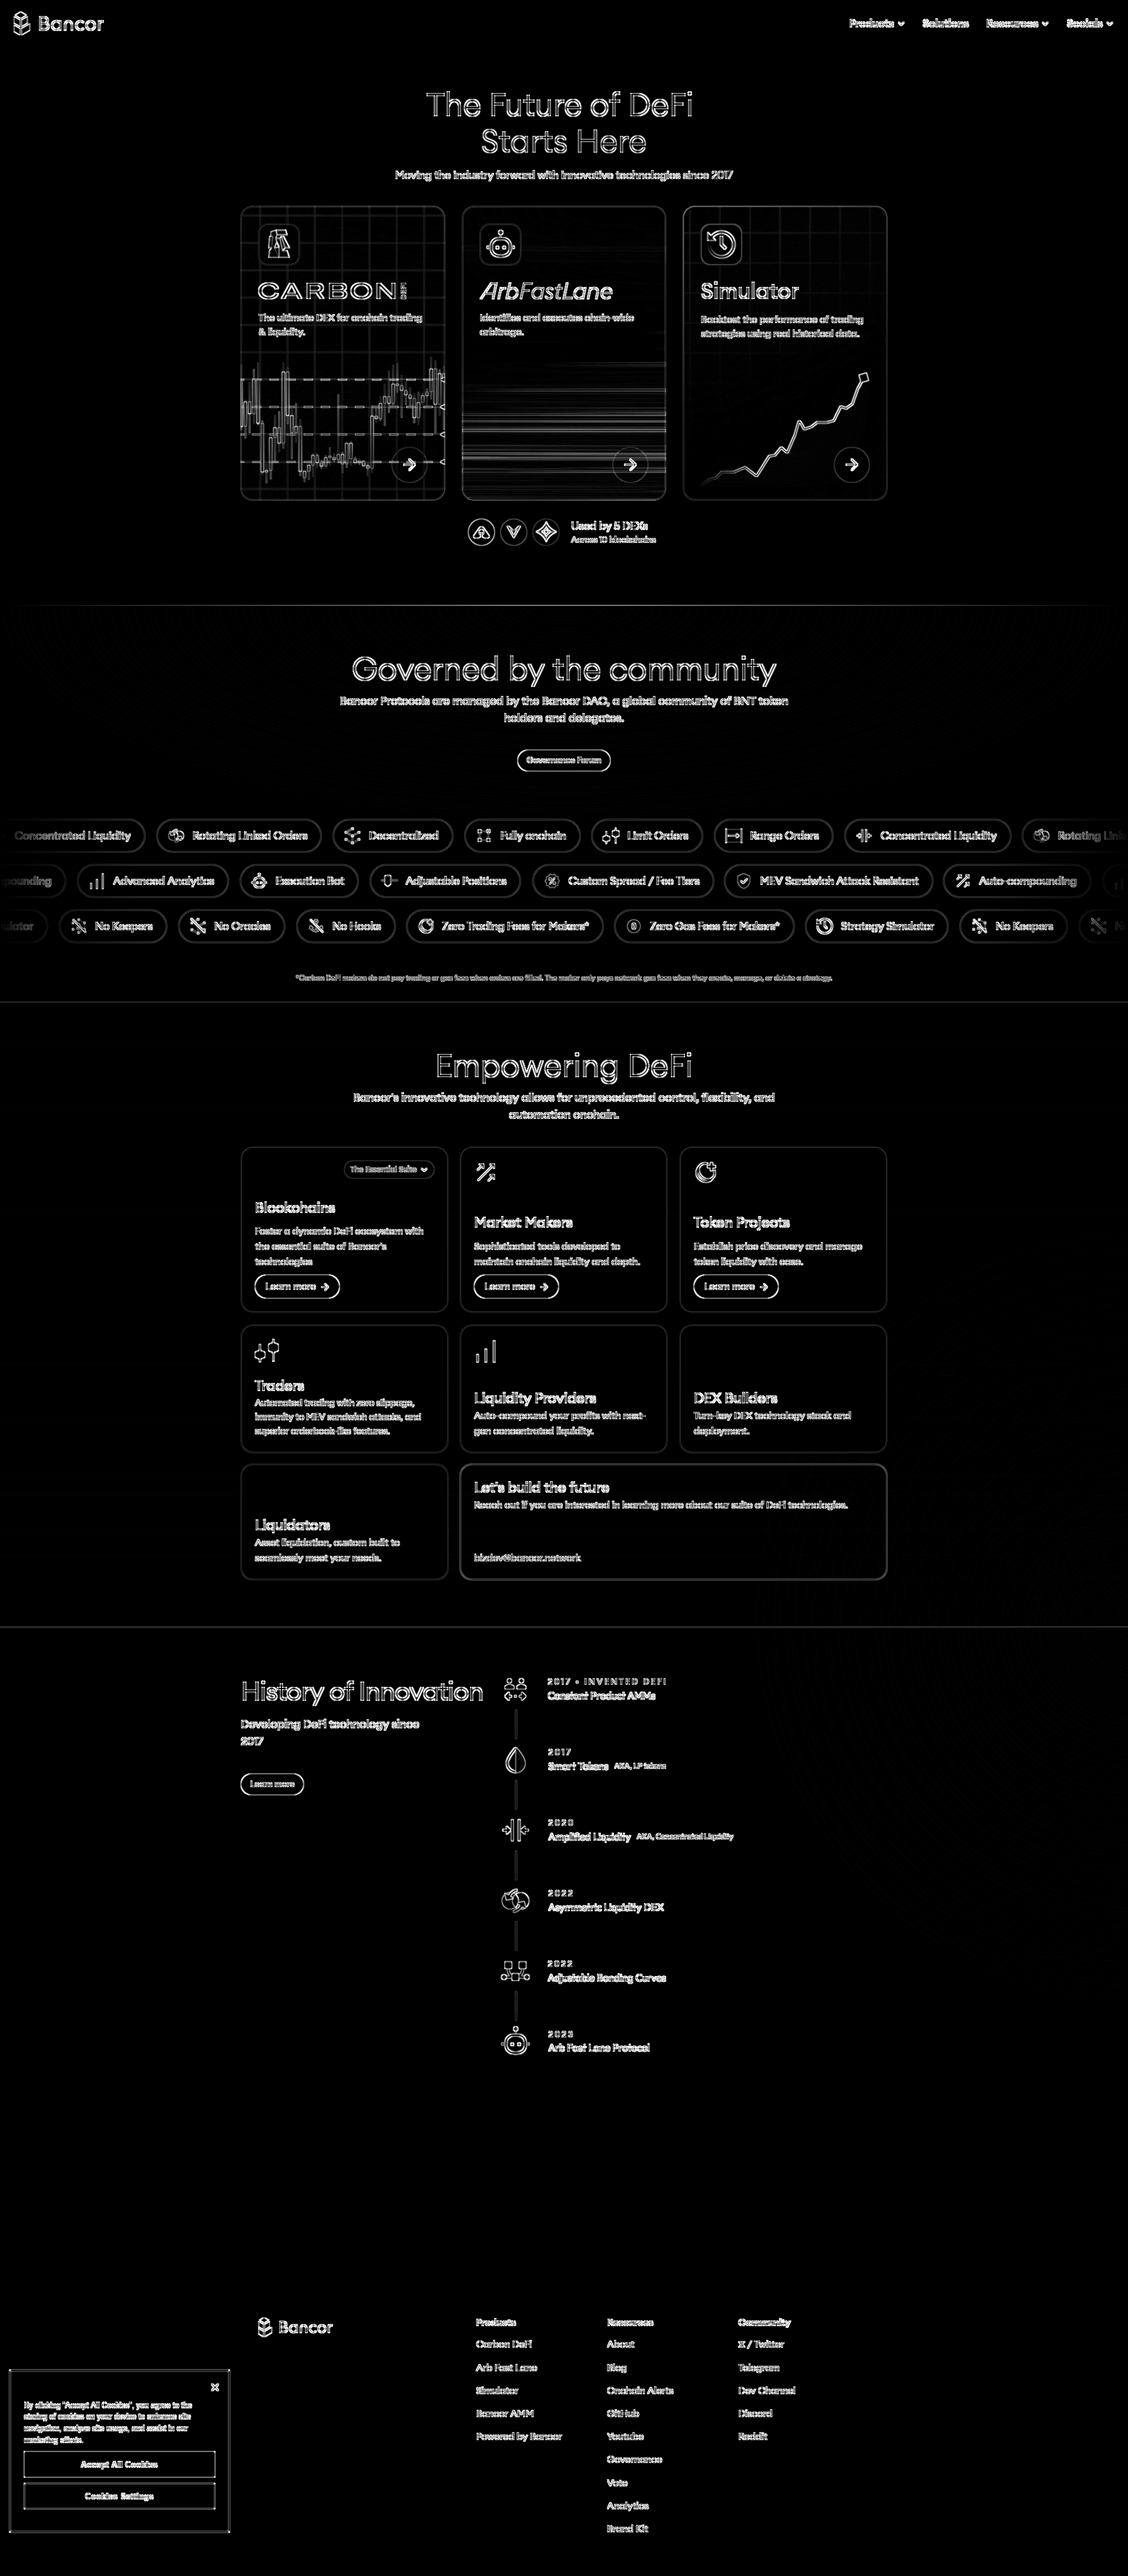 Bancor
Products
Solutions
Resources
Socials
The Future of DeFi
Starts Here
Moving the industry forward with innovative technologies since 2017
CARBON DEFI
The ultimate DEX for onchain trading
& liquidity.
ArbFastLane
Identifies and executes chain-wide
arbitrage.
Simulator
Backtest the performance of trading
strategies using real historical data.
Used by 5 DEXs
Across 10 blockchains
Governed by the community
Bancor Protocols are managed by the Bancor DAO, a global community of BNT token
holders and delegates.
Governance Forum
Concentrated Liquidity
Rotating Linked Orders
Decentralized
Fully onchain
Limit Orders
Range Orders
Concentrated Liquidity
Rotating Link
pounding
Advanced Analytics
Execution Bot
Adjustable Positions
Custom Spread / Fee Tiers
MEV Sandwich Attack Resistant
Auto-compounding
ulator
No Keepers
No Oracles
No Hooks
Zero Trading Fees for Makers*
Zero Gas Fees for Makers*
Strategy Simulator
No Keepers
N
*Carbon DeFi makers do not pay trading or gas fees when orders are filled. The maker only pays network gas fees when they create, manage, or delete a strategy.
Empowering DeFi
Bancor's innovative technology allows for unprecedented control, flexibility, and
automation onchain.
The Essential Suite
Blockchains
Foster a dynamic DeFi ecosystem with
the essential suite of Bancor's
technologies
Learn more
Market Makers
Sophisticated tools developed to
maintain onchain liquidity and depth.
Learn more
Token Projects
Establish price discovery and manage
token liquidity with ease.
Learn more
Traders
Automated trading with zero slippage,
immunity to MEV sandwich attacks, and
superior orderbook-like features.
Liquidity Providers
Auto-compound your profits with next-
gen concentrated liquidity.
DEX Builders
Turn-key DEX technology stack and
deployment.
Liquidators
Asset liquidation, custom built to
seamlessly meet your needs.
Let's build the future
Reach out if you are interested in learning more about our suite of DeFi technologies.
bizdev@bancor.network
History of Innovation
Developing DeFi technology since
2017
Learn more
2017 • INVENTED DEFI
Constant Product AMMs
2017
Smart Tokens AKA, LP tokens
2020
Amplified Liquidity AKA, Concentrated Liquidity
2022
Asymmetric Liquidity DEX
2022
Adjustable Bonding Curves
2023
Arb Fast Lane Protocol
Bancor
Products
Carbon DeFi
Arb Fast Lane
Simulator
Bancor AMM
Powered by Bancor
Resources
About
Blog
Onchain Alerts
GitHub
Youtube
Governance
Vote
Analytics
Brand Kit
Community
X / Twitter
Telegram
Dev Channel
Discord
Reddit
By clicking "Accept All Cookies", you agree to the
storing of cookies on your device to enhance site
navigation, analyze site usage, and assist in our
marketing efforts.
Accept All Cookies
Cookies Settings